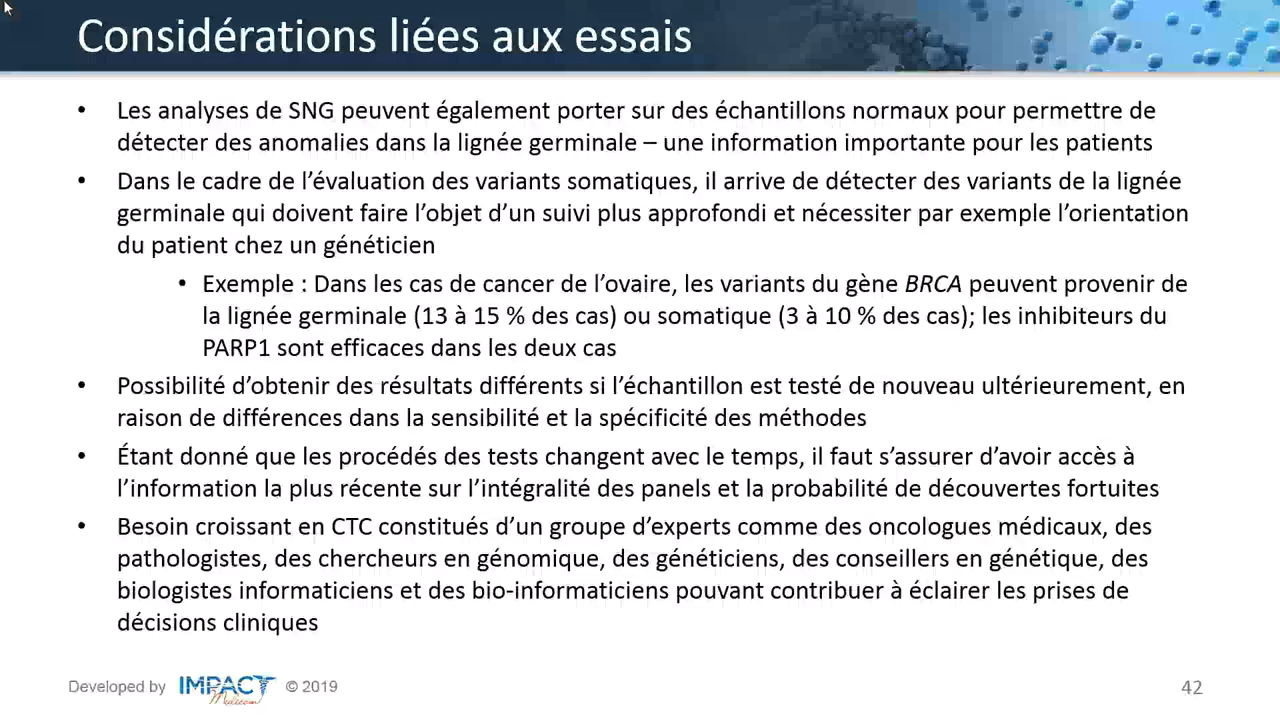 Considérations liées aux essais
• Les analyses de SNG peuvent également porter sur des échantillons normaux pour permettre de
détecter des anomalies dans la lignée germinale – une information importante pour les patients
• Dans le cadre de l’évaluation des variants somatiques, il arrive de détecter des variants de la lignée
germinale qui doivent faire l’objet d’un suivi plus approfondi et nécessiter par exemple l’orientation
du patient chez un généticien
• Exemple : Dans les cas de cancer de l’ovaire, les variants du gène BRCA peuvent provenir de
la lignée germinale (13 à 15 % des cas) ou somatique (3 à 10 % des cas); les inhibiteurs du
PARP1 sont efficaces dans les deux cas
• Possibilité d’obtenir des résultats différents si l’échantillon est testé de nouveau ultérieurement, en
raison de différences dans la sensibilité et la spécificité des méthodes
• Étant donné que les procédés des tests changent avec le temps, il faut s’assurer d’avoir accès à
l’information la plus récente sur l’intégralité des panels et la probabilité de découvertes fortuites
• Besoin croissant en CTC constitués d’un groupe d’experts comme des oncologues médicaux, des
pathologistes, des chercheurs en génomique, des généticiens, des conseillers en génétique, des
biologistes informaticiens et des bio-informaticiens pouvant contribuer à éclairer les prises de
décisions cliniques
Developed by IMPACT Medicom © 2019
42